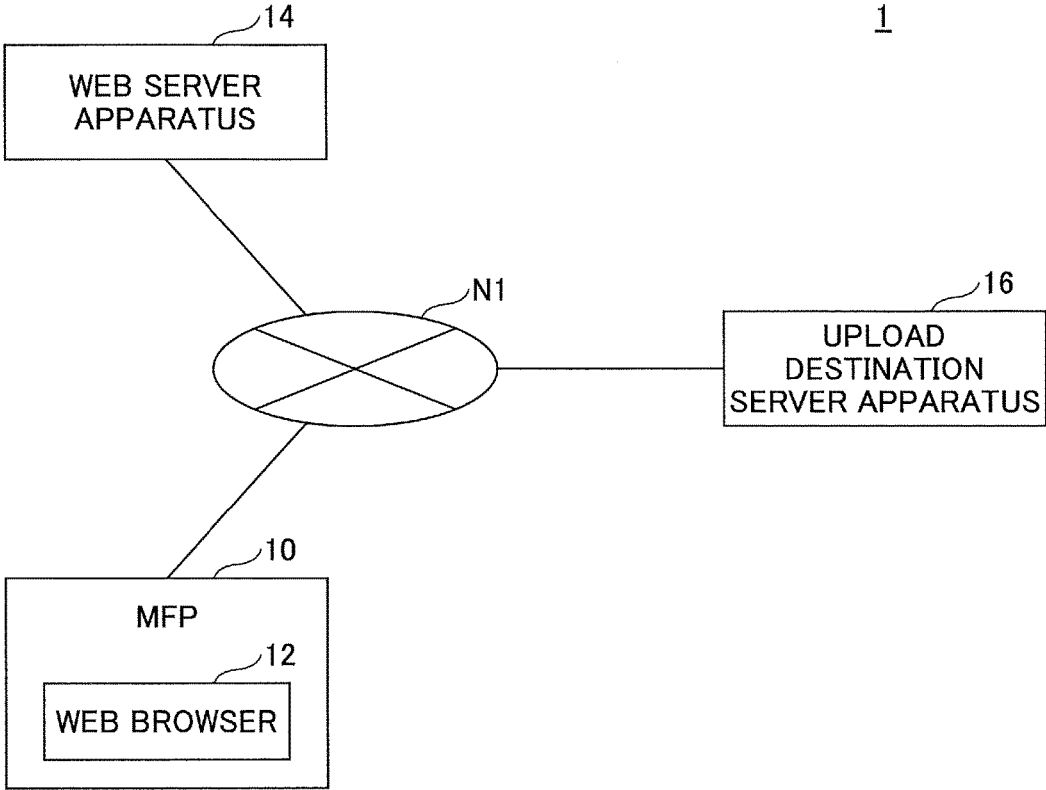 14
1
WEB SERVER
APPARATUS
N1
16
UPLOAD
DESTINATION
SERVER APPARATUS
10
MFP
12
WEB BROWSER